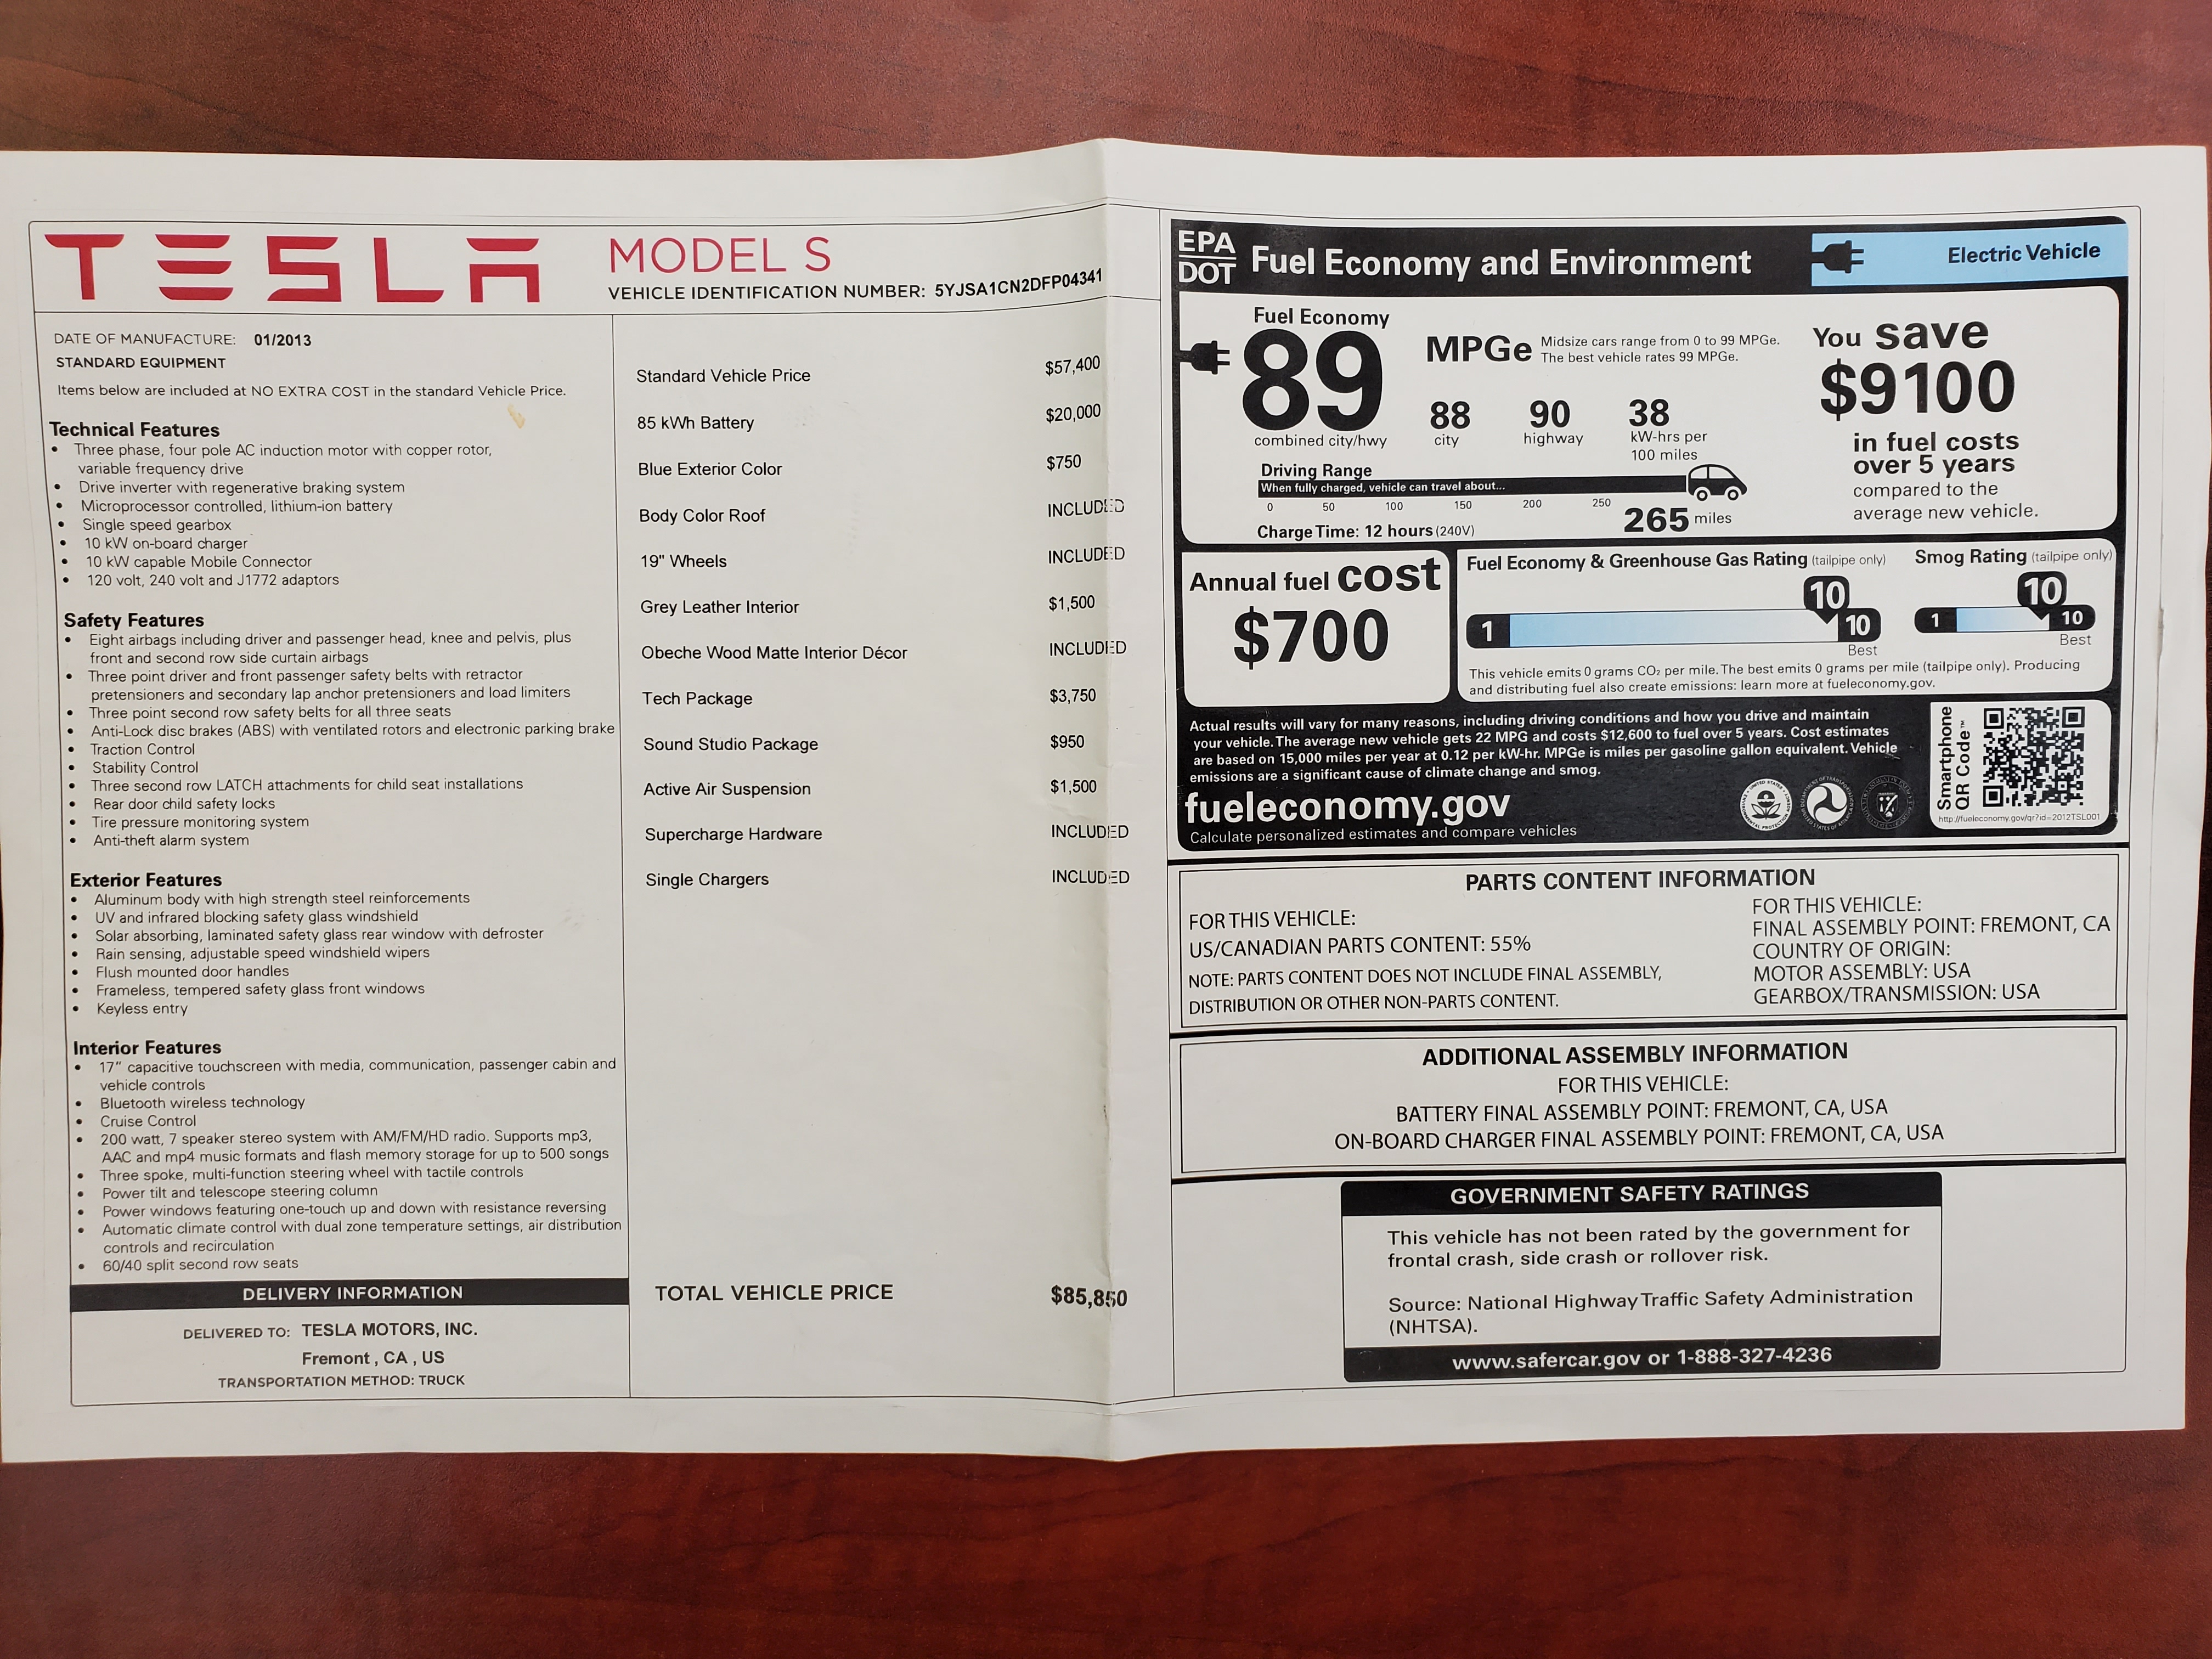 TESLA
MODEL S
VEHICLE IDENTIFICATION NUMBER: 5YJSA1CN2DFP04341
DATE OF MANUFACTURE: 01/2013
STANDARD EQUIPMENT
Items below are included at NO EXTRA COST in the standard Vehicle Price.
Technical Features
• Three phase, four pole AC induction motor with copper rotor,
variable frequency drive
• Drive inverter with regenerative braking system
• Microprocessor controlled, lithium-ion battery
• Single speed gearbox
• 10 kW on-board charger
• 10 kW capable Mobile Connector
• 120 volt, 240 volt and J1772 adaptors
Safety Features
• Eight airbags including driver and passenger head, knee and pelvis, plus
front and second row side curtain airbags
• Three point driver and front passenger safety belts with retractor
pretensioners and secondary lap anchor pretensioners and load limiters
• Three point second row safety belts for all three seats
• Anti-Lock disc brakes (ABS) with ventilated rotors and electronic parking brake
• Traction Control
• Stability Control
• Three second row LATCH attachments for child seat installations
• Rear door child safety locks
• Tire pressure monitoring system
• Anti-theft alarm system
Exterior Features
• Aluminum body with high strength steel reinforcements
• UV and infrared blocking safety glass windshield
• Solar absorbing, laminated safety glass rear window with defroster
• Rain sensing, adjustable speed windshield wipers
• Flush mounted door handles
• Frameless, tempered safety glass front windows
• Keyless entry
Interior Features
• 17" capacitive touchscreen with media, communication, passenger cabin and
vehicle controls
• Bluetooth wireless technology
• Cruise Control
• 200 watt, 7 speaker stereo system with AM/FM/HD radio. Supports mp3,
AAC and mp4 music formats and flash memory storage for up to 500 songs
• Three spoke, multi-function steering wheel with tactile controls
• Power tilt and telescope steering column
• Power windows featuring one-touch up and down with resistance reversing
• Automatic climate control with dual zone temperature settings, air distribution
controls and recirculation
• 60/40 split second row seats
DELIVERY INFORMATION
DELIVERED TO: TESLA MOTORS, INC.
Fremont , CA , US
TRANSPORTATION METHOD: TRUCK
Standard Vehicle Price $57,400
85 kWh Battery $20,000
Blue Exterior Color $750
Body Color Roof INCLUDED
19" Wheels INCLUDED
Grey Leather Interior $1,500
Obeche Wood Matte Interior Décor INCLUDED
Tech Package $3,750
Sound Studio Package $950
Active Air Suspension $1,500
Supercharge Hardware INCLUDED
Single Chargers INCLUDED
TOTAL VEHICLE PRICE $85,850
EPA
DOT
Fuel Economy and Environment
Electric Vehicle
Fuel Economy
89
combined city/hwy
MPGe
Midsize cars range from 0 to 99 MPGe.
The best vehicle rates 99 MPGe.
88
city
90
highway
38
kW-hrs per
100 miles
You save
$9100
in fuel costs
over 5 years
compared to the
average new vehicle.
Driving Range
When fully charged, vehicle can travel about...
0 50 100 150 200 250
265 miles
Charge Time: 12 hours (240V)
Annual fuel cost
$700
Fuel Economy & Greenhouse Gas Rating (tailpipe only)
10
1 10
Best
Smog Rating (tailpipe only)
10
1 10
Best
This vehicle emits 0 grams CO₂ per mile. The best emits 0 grams per mile (tailpipe only). Producing
and distributing fuel also create emissions: learn more at fueleconomy.gov.
Actual results will vary for many reasons, including driving conditions and how you drive and maintain
your vehicle. The average new vehicle gets 22 MPG and costs $12,600 to fuel over 5 years. Cost estimates
are based on 15,000 miles per year at 0.12 per kW-hr. MPGe is miles per gasoline gallon equivalent. Vehicle
emissions are a significant cause of climate change and smog.
fueleconomy.gov
Calculate personalized estimates and compare vehicles
Smartphone
QR Code™
http://fueleconomy.gov/qr?id=2012TSL001
PARTS CONTENT INFORMATION
FOR THIS VEHICLE:
US/CANADIAN PARTS CONTENT: 55%
NOTE: PARTS CONTENT DOES NOT INCLUDE FINAL ASSEMBLY,
DISTRIBUTION OR OTHER NON-PARTS CONTENT.
FOR THIS VEHICLE:
FINAL ASSEMBLY POINT: FREMONT, CA
COUNTRY OF ORIGIN:
MOTOR ASSEMBLY: USA
GEARBOX/TRANSMISSION: USA
ADDITIONAL ASSEMBLY INFORMATION
FOR THIS VEHICLE:
BATTERY FINAL ASSEMBLY POINT: FREMONT, CA, USA
ON-BOARD CHARGER FINAL ASSEMBLY POINT: FREMONT, CA, USA
GOVERNMENT SAFETY RATINGS
This vehicle has not been rated by the government for
frontal crash, side crash or rollover risk.
Source: National Highway Traffic Safety Administration
(NHTSA).
www.safercar.gov or 1-888-327-4236